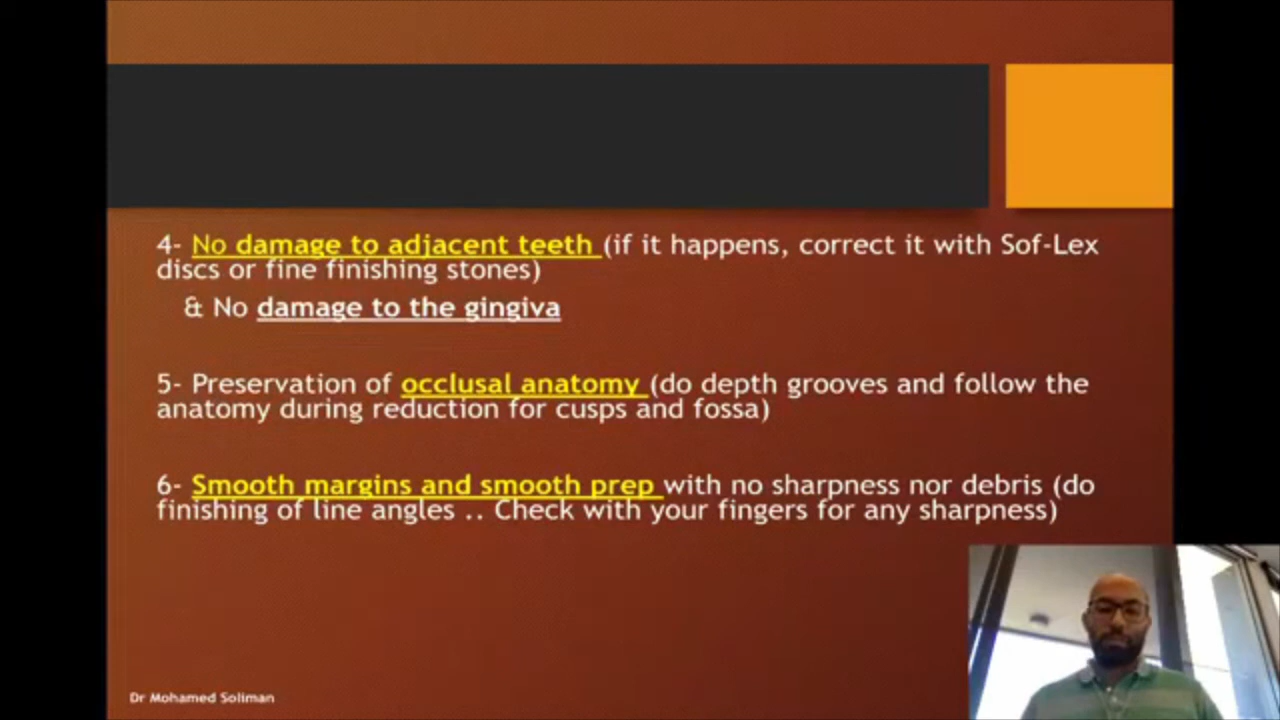 4- No damage to adjacent teeth (if it happens, correct it with Sof-Lex
discs or fine finishing stones)
& No damage to the gingiva
5- Preservation of occlusal anatomy (do depth grooves and follow the
anatomy during reduction for cusps and fossa)
6- Smooth margins and smooth prep with no sharpness nor debris (do
finishing of line angles .. Check with your fingers for any sharpness)
Dr Mohamed Soliman